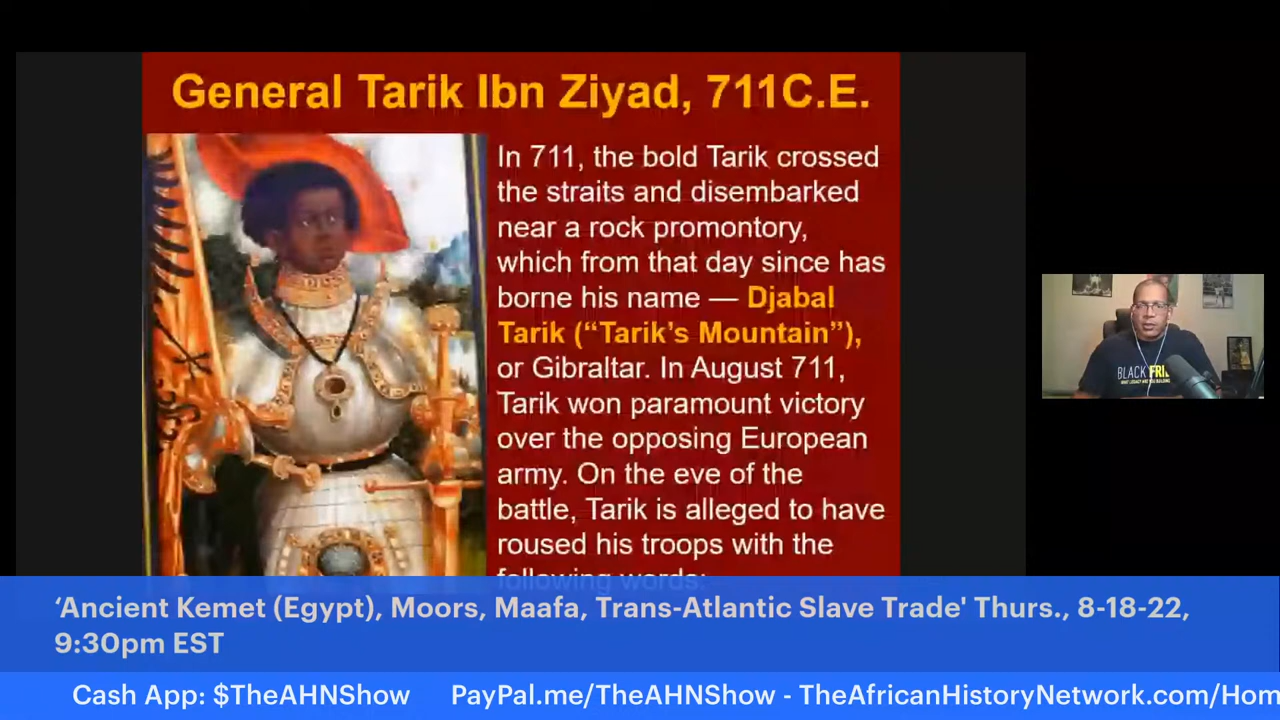 General Tarik Ibn Ziyad, 711C.E.
In 711, the bold Tarik crossed
the straits and disembarked
near a rock promontory,
which from that day since has
borne his name — Djabal
Tarik (“Tarik's Mountain”),
or Gibraltar. In August 711,
Tarik won paramount victory
over the opposing European
army. On the eve of the
battle, Tarik is alleged to have
roused his troops with the
following words:
BLACK FRI
‘Ancient Kemet (Egypt), Moors, Maafa, Trans-Atlantic Slave Trade' Thurs., 8-18-22,
9:30pm EST
Cash App: $TheAHNShow PayPal.me/TheAHNShow - TheAfricanHistoryNetwork.com/Hom